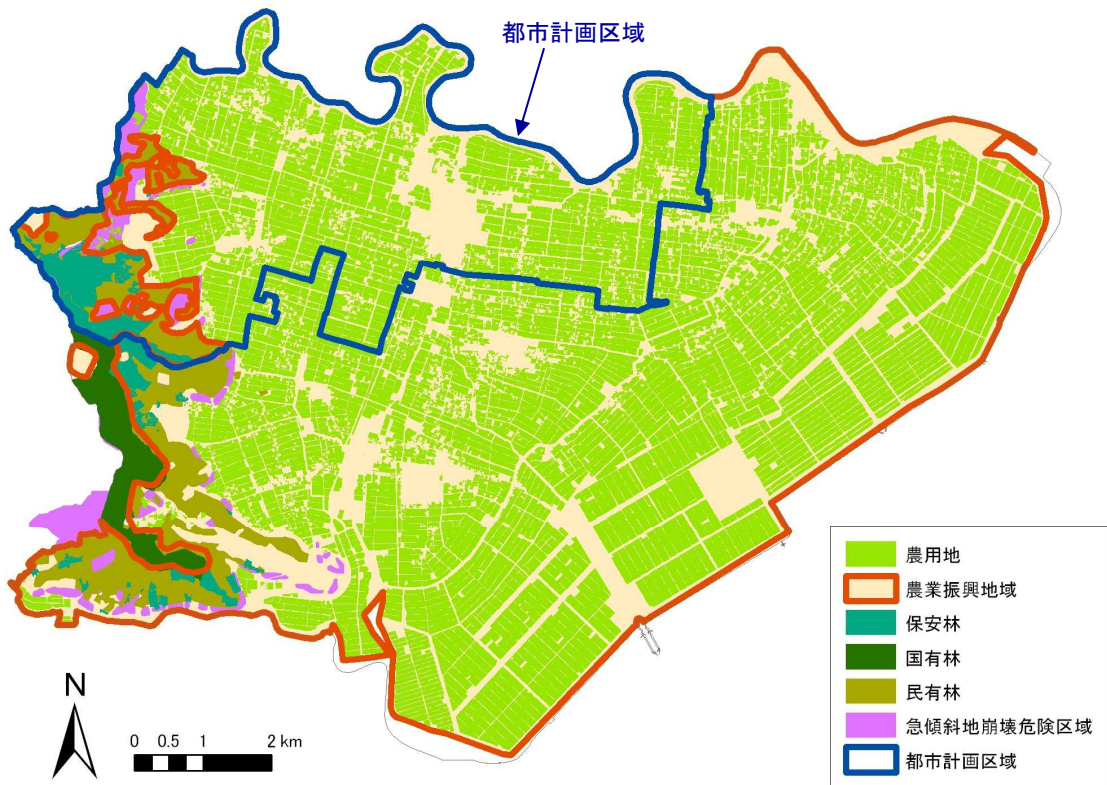 都市計画区域
N
0 0.5 1 2 km
農用地
農業振興地域
保安林
国有林
民有林
急傾斜地崩壊危険区域
都市計画区域